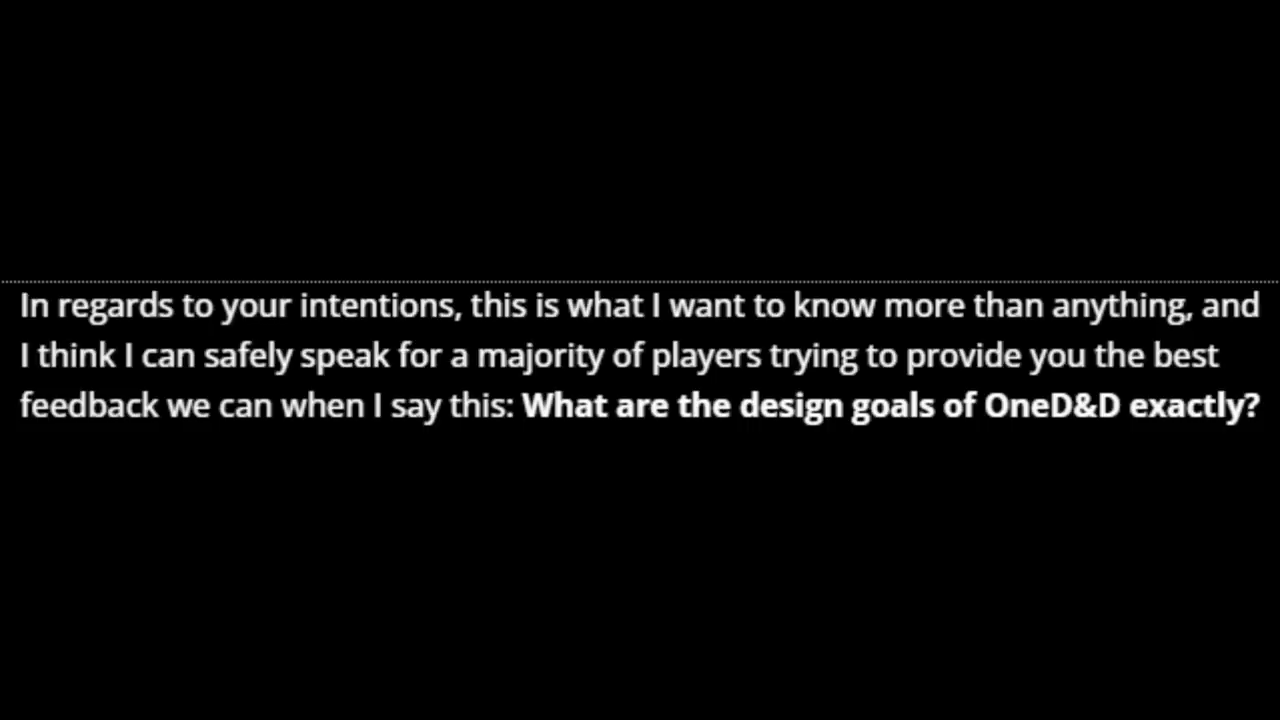 In regards to your intentions, this is what I want to know more than anything, and
I think I can safely speak for a majority of players trying to provide you the best
feedback we can when I say this: What are the design goals of OneD&D exactly?